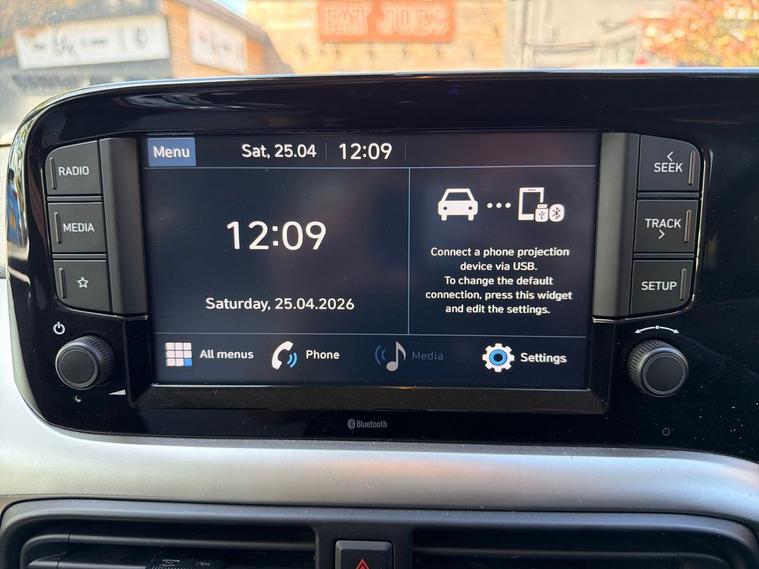 EAT JOE'S
Menu
Sat, 25.04
12:09
RADIO
MEDIA
SEEK
TRACK
SETUP
12:09
Saturday, 25.04.2026
Connect a phone projection
device via USB.
To change the default
connection, press this widget
and edit the settings.
All menus
Phone
Media
Settings
Bluetooth